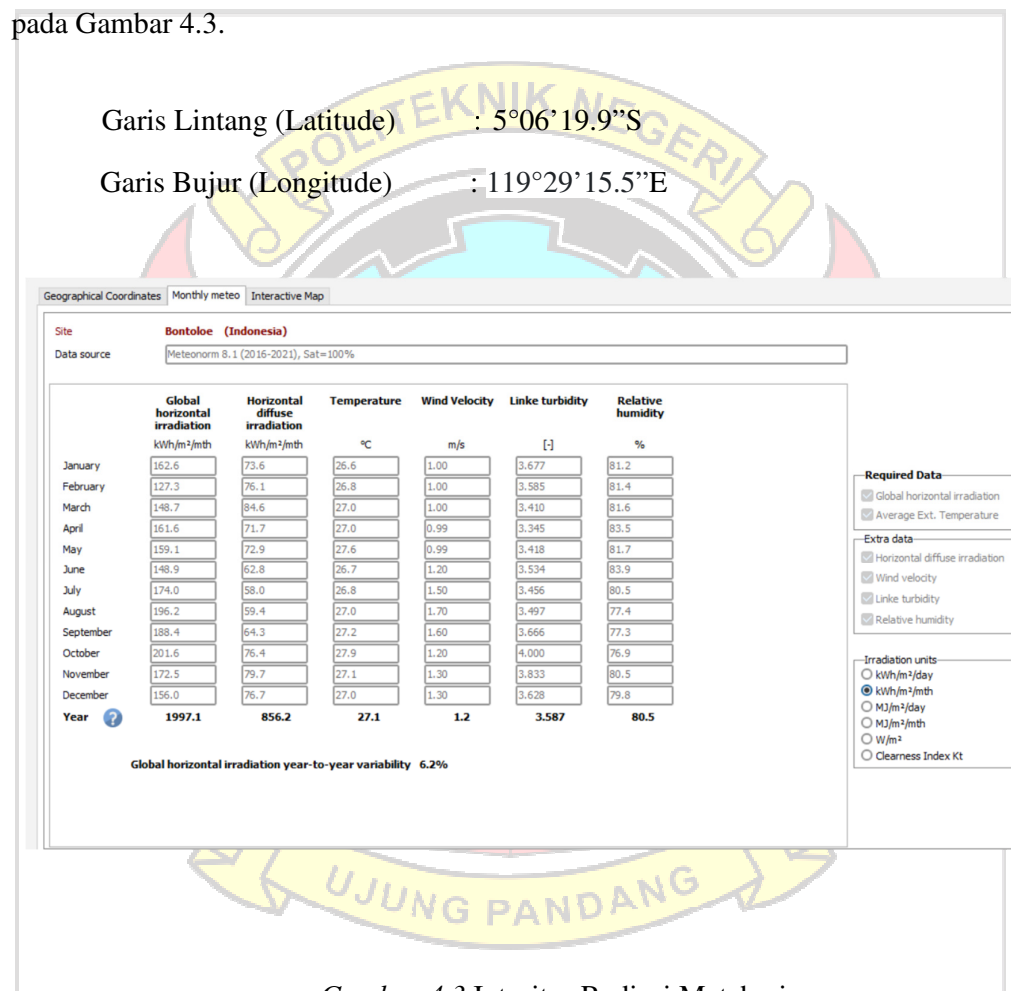 pada Gambar 4.3.
POLITEKNIK NEGERI
Garis Lintang (Latitude) : 5°06’19.9”S
Garis Bujur (Longitude) : 119°29’15.5”E
Geographical Coordinates Monthly meteo Interactive Map
Site Bontoloe (Indonesia)
Data source Meteonorm 8.1 (2016-2021), Sat=100%
Global horizontal irradiation Horizontal diffuse irradiation Temperature Wind Velocity Linke turbidity Relative humidity
kWh/m²/mth kWh/m²/mth °C m/s [-] %
January 162.6 73.6 26.6 1.00 3.677 81.2
February 127.3 76.1 26.8 1.00 3.585 81.4
March 148.7 84.6 27.0 1.00 3.410 81.6
April 161.6 71.7 27.0 0.99 3.345 83.5
May 159.1 72.9 27.6 0.99 3.418 81.7
June 148.9 62.8 26.7 1.20 3.534 83.9
July 174.0 58.0 26.8 1.50 3.456 80.5
August 196.2 59.4 27.0 1.70 3.497 77.4
September 188.4 64.3 27.2 1.60 3.666 77.3
October 201.6 76.4 27.9 1.20 4.000 76.9
November 172.5 79.7 27.1 1.30 3.833 80.5
December 156.0 76.7 27.0 1.30 3.628 79.8
Year ? 1997.1 856.2 27.1 1.2 3.587 80.5
Global horizontal irradiation year-to-year variability 6.2%
Required Data
Global horizontal irradiation
Average Ext. Temperature
Extra data
Horizontal diffuse irradiation
Wind velocity
Linke turbidity
Relative humidity
Irradiation units
kWh/m²/day
kWh/m²/mth
MJ/m²/day
MJ/m²/mth
W/m²
Clearness Index Kt
UJUNG PANDANG
Gambar 4.3